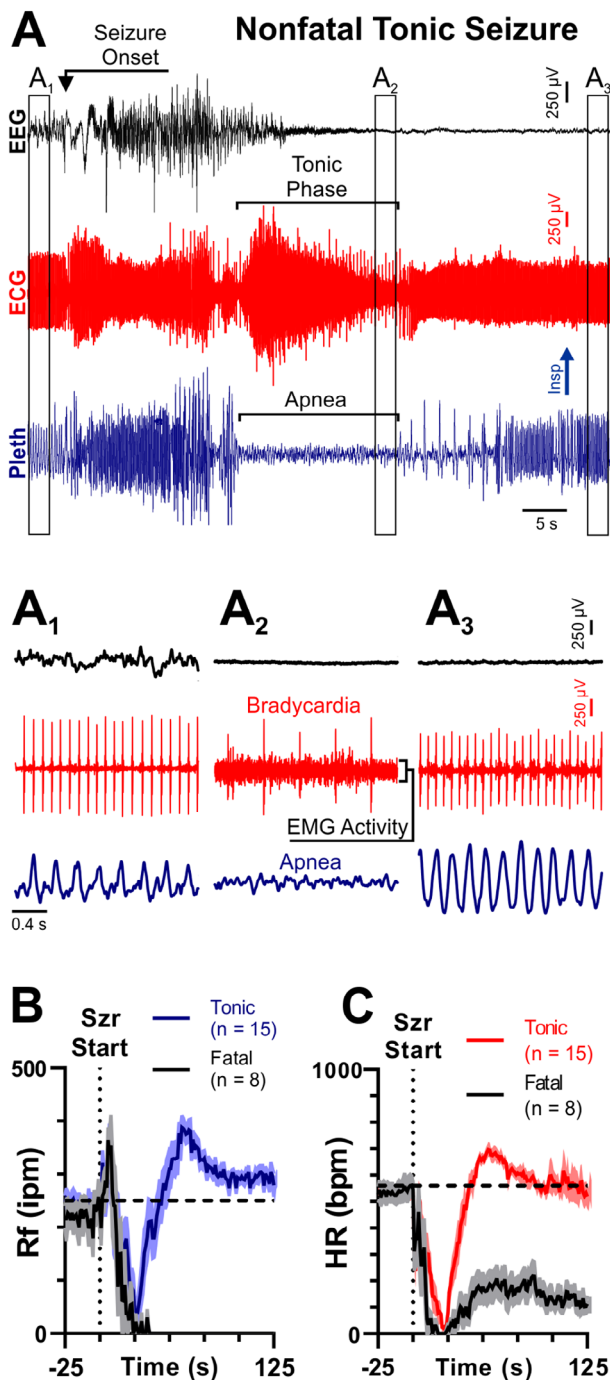 A
Nonfatal Tonic Seizure
Seizure
Onset
A1
A2
A3
250 µV
EEG
Tonic
Phase
250 µV
ECG
Insp
Apnea
Pleth
5 s
A1
A2
A3
250 µV
Bradycardia
250 µV
EMG Activity
Apnea
0.4 s
B
Szr
Start
Tonic
(n = 15)
Fatal
(n = 8)
500
Rf (ipm)
0
-25
Time (s)
125
C
Szr
Start
Tonic
(n = 15)
Fatal
(n = 8)
1000
HR (bpm)
0
-25
Time (s)
125